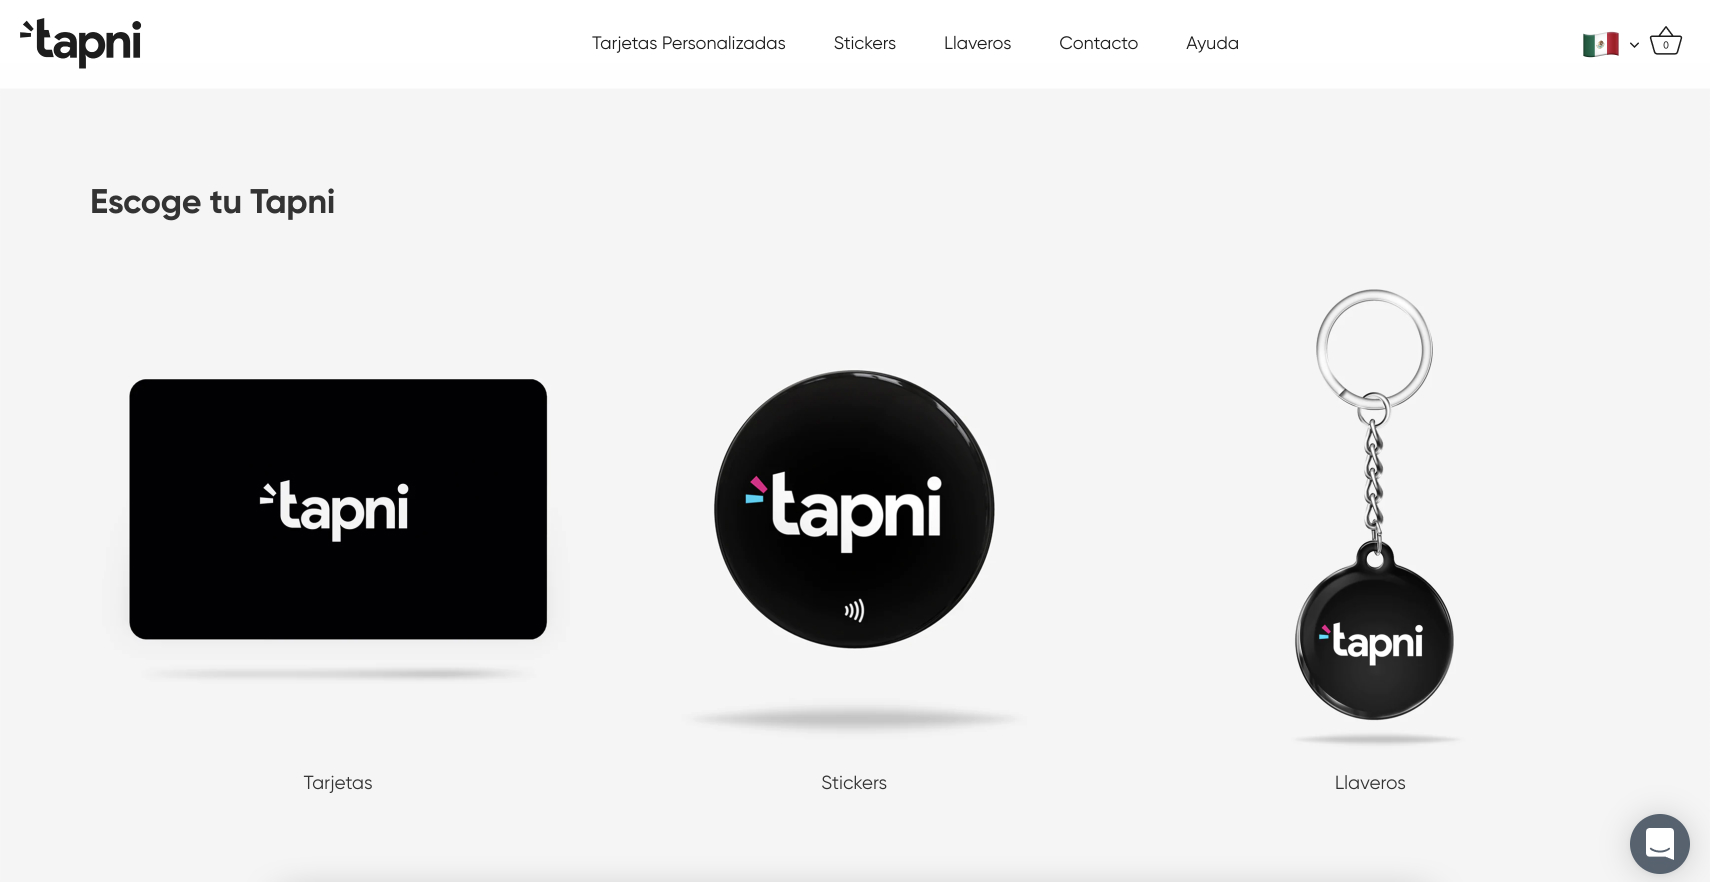 tapni
Tarjetas Personalizadas
Stickers
Llaveros
Contacto
Ayuda
0
Escoge tu Tapni
tapni
tapni
tapni
Tarjetas
Stickers
Llaveros